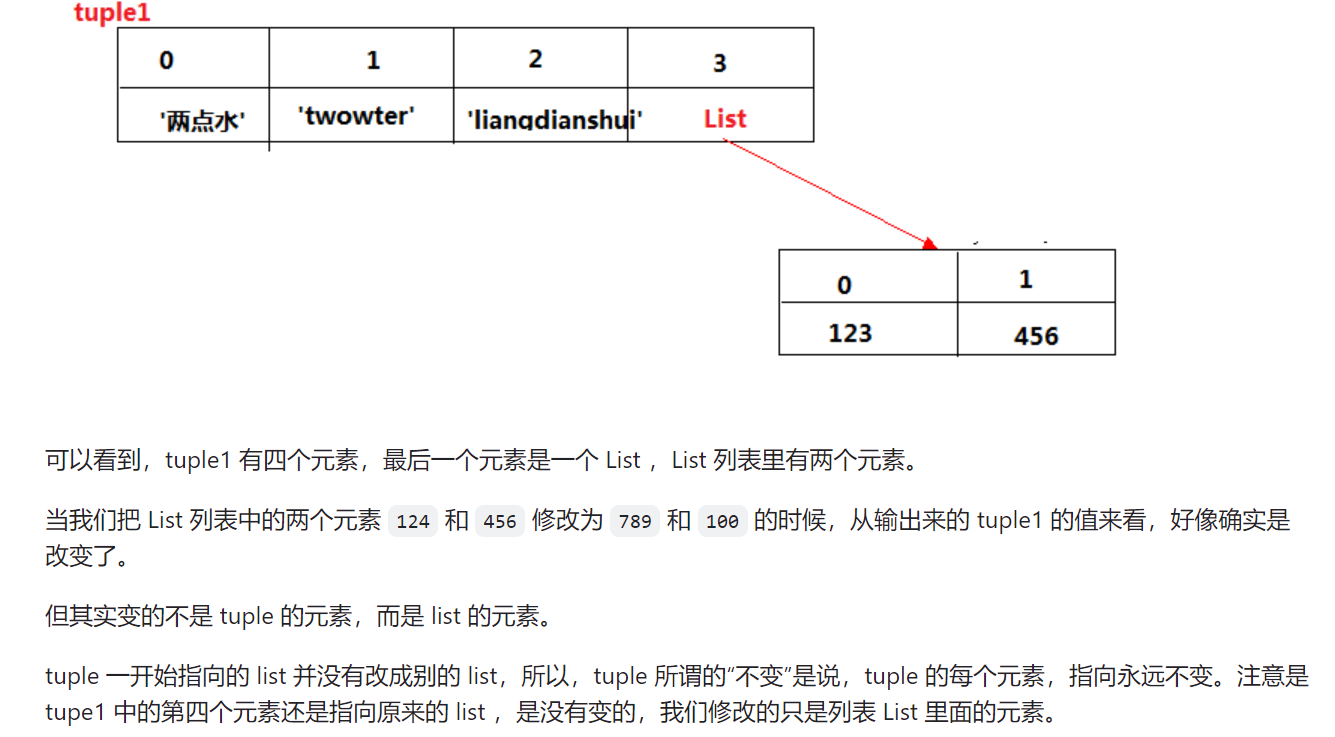 tuple1
0 1 2 3
'两点水' 'twowter' 'liangdianshui' List
0 1
123 456
可以看到，tuple1 有四个元素，最后一个元素是一个 List ，List 列表里有两个元素。
当我们把 List 列表中的两个元素 124 和 456 修改为 789 和 100 的时候，从输出来的 tuple1 的值来看，好像确实是
改变了。
但其实变的不是 tuple 的元素，而是 list 的元素。
tuple 一开始指向的 list 并没有改成别的 list，所以，tuple 所谓的“不变”是说，tuple 的每个元素，指向永远不变。注意是
tupe1 中的第四个元素还是指向原来的 list ，是没有变的，我们修改的只是列表 List 里面的元素。